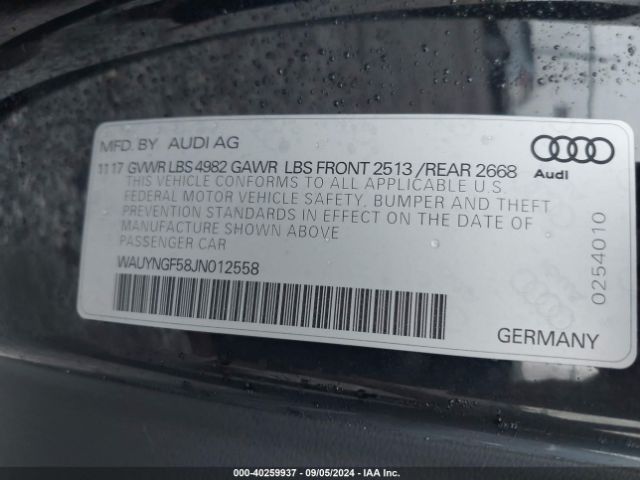 MFD. BY AUDI AG
11 17 GVWR LBS 4982 GAWR LBS FRONT 2513 /REAR 2668
THIS VEHICLE CONFORMS TO ALL APPLICABLE U.S.
FEDERAL MOTOR VEHICLE SAFETY, BUMPER AND THEFT
PREVENTION STANDARDS IN EFFECT ON THE DATE OF
MANUFACTURE SHOWN ABOVE
PASSENGER CAR
WAUYNGF58JN012558
Audi
0254010
GERMANY
000-40259937 - 09/05/2024 - IAA Inc.